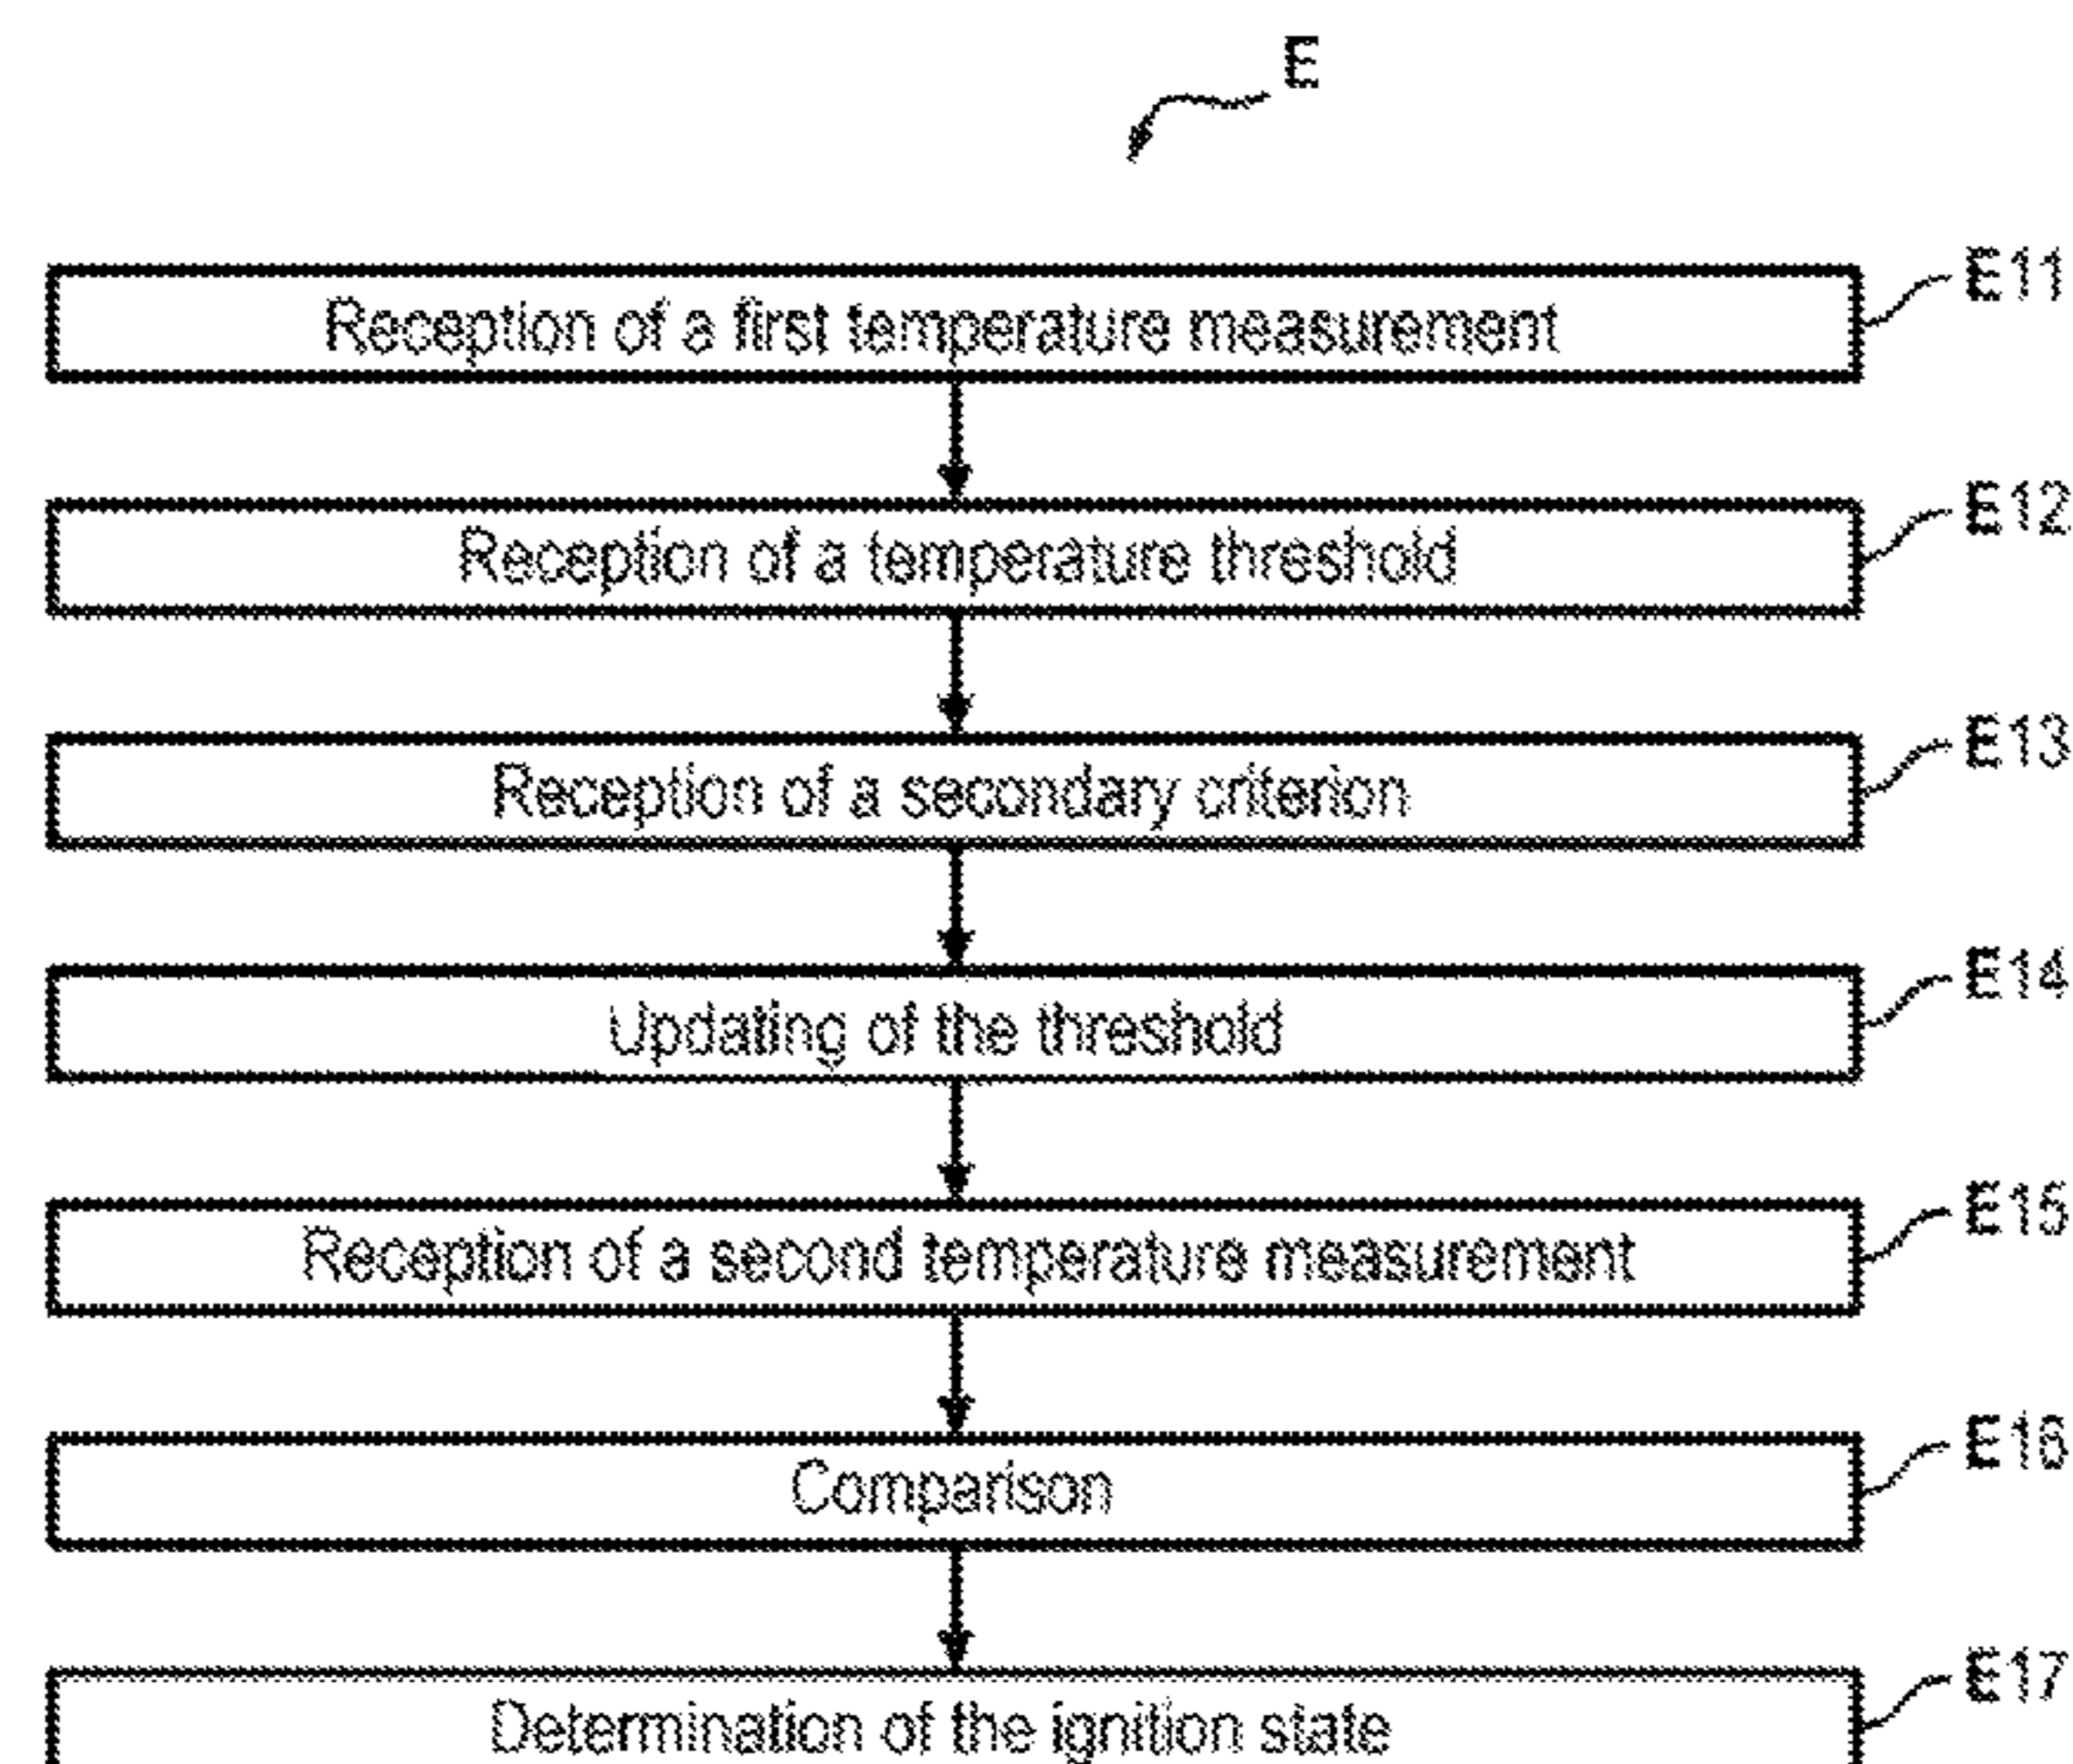 E
Reception of a first temperature measurement E11
Reception of a temperature threshold E12
Reception of a secondary criterion E13
Updating of the threshold E14
Reception of a second temperature measurement E15
Comparison E16
Determination of the ignition state E17